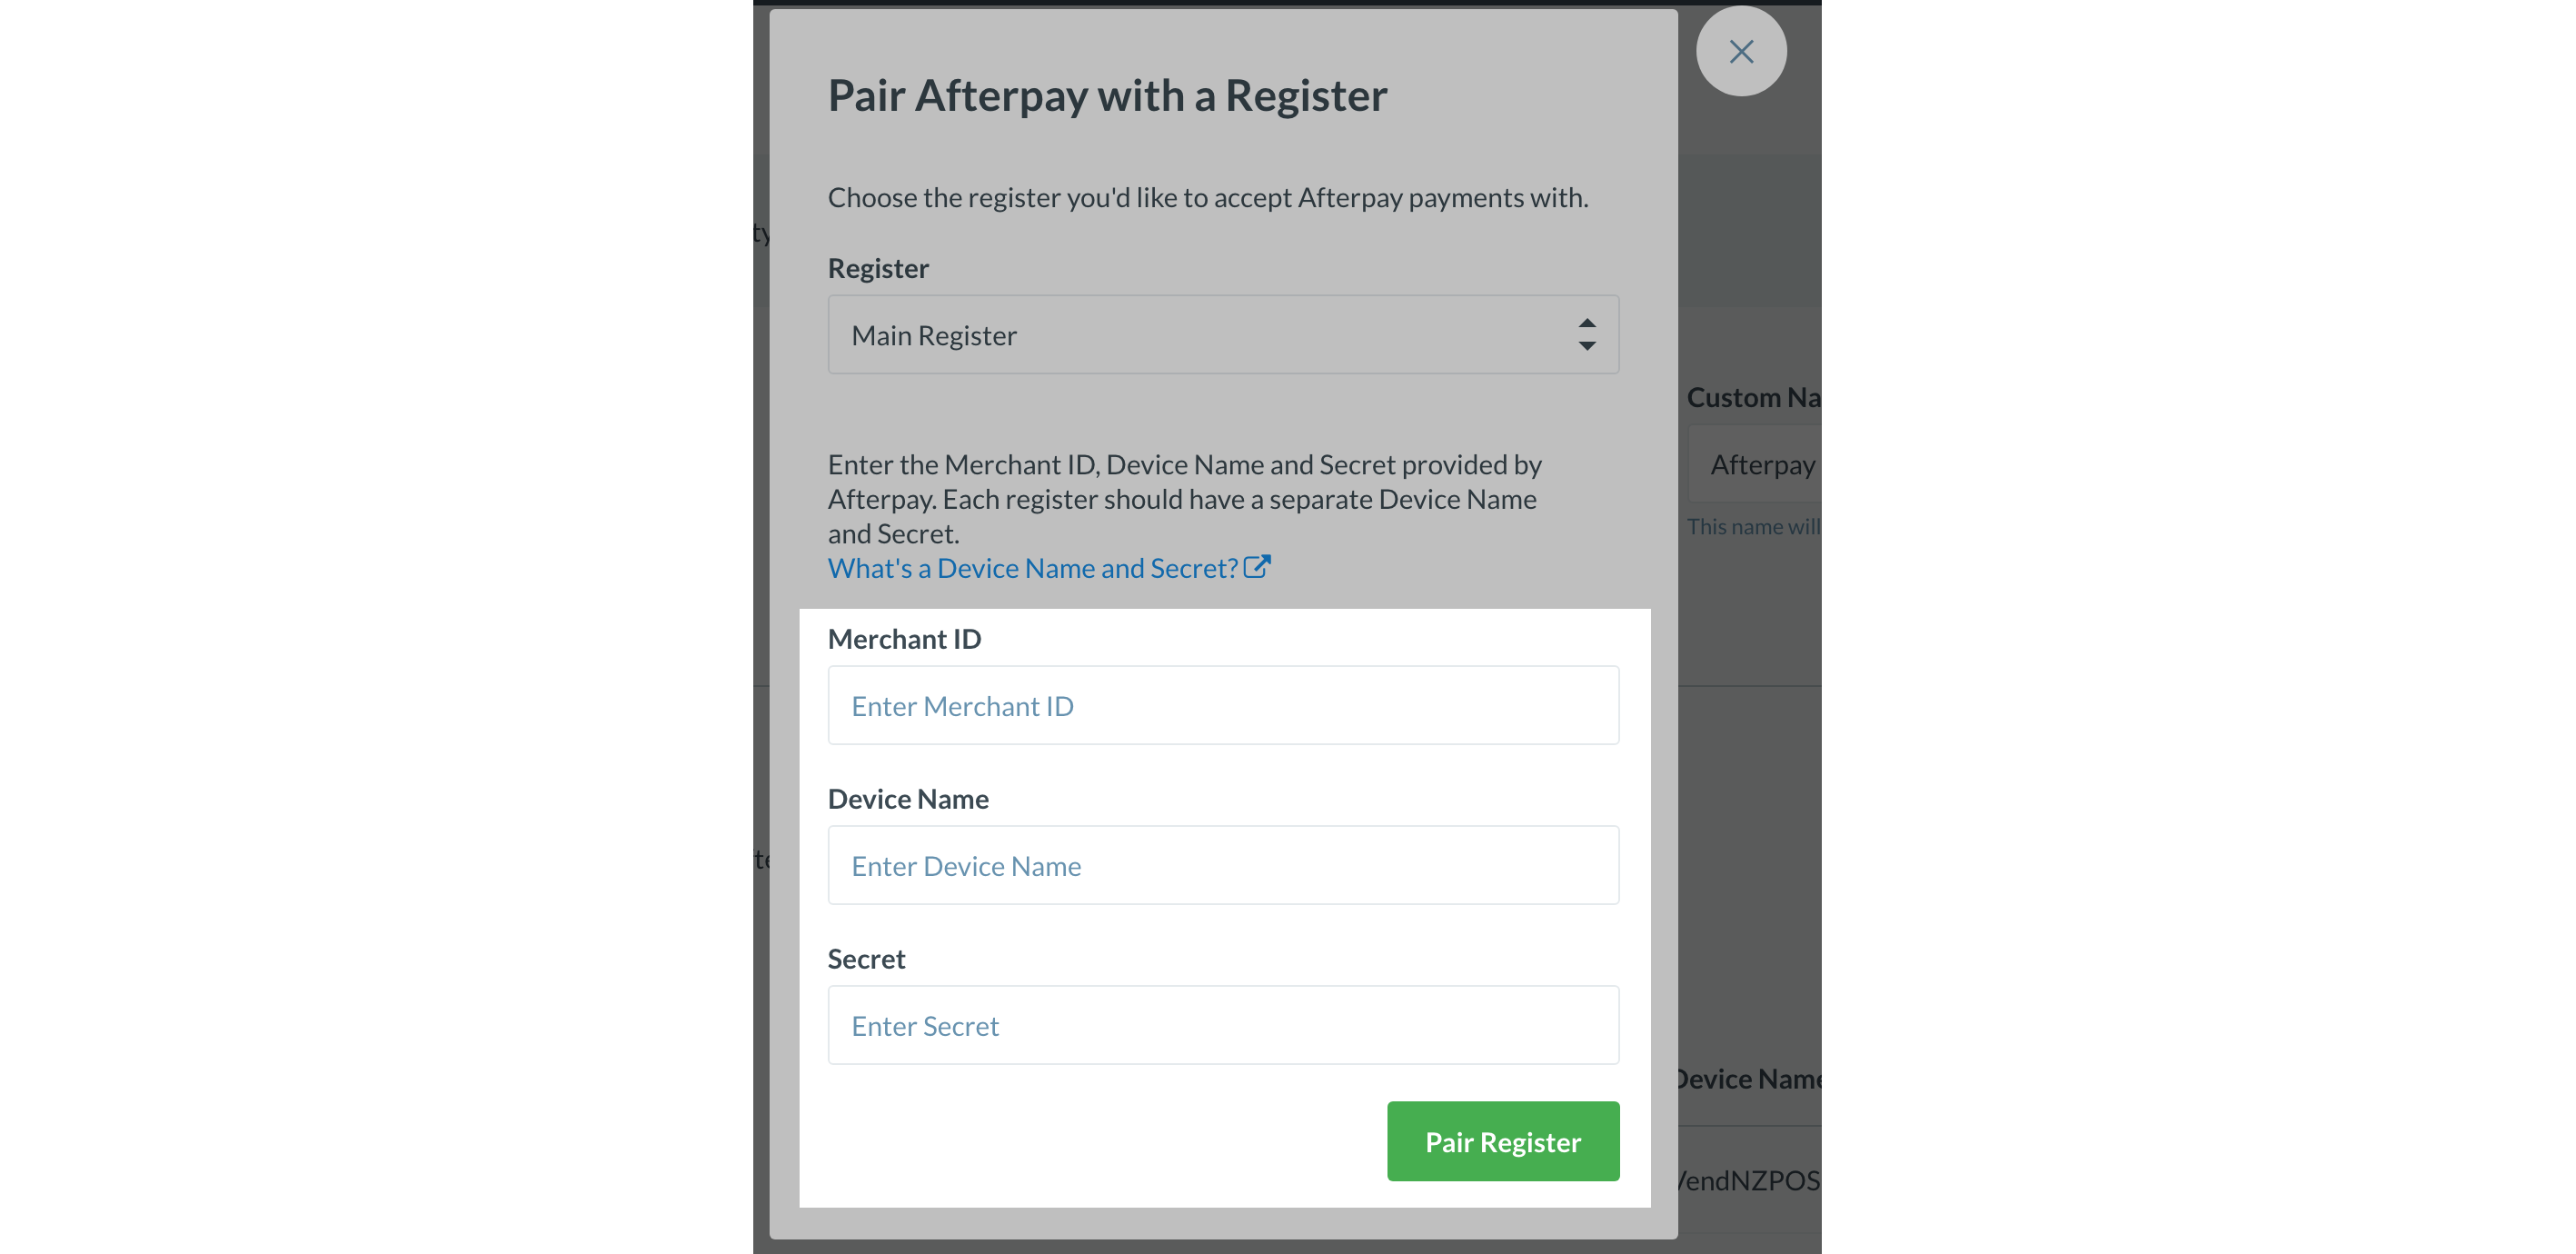 Pair Afterpay with a Register
Choose the register you'd like to accept Afterpay payments with.
Register
Main Register
Enter the Merchant ID, Device Name and Secret provided by
Afterpay. Each register should have a separate Device Name
and Secret.
What's a Device Name and Secret?
Merchant ID
Enter Merchant ID
Device Name
Enter Device Name
Secret
Enter Secret
Pair Register
Custom Na
Afterpay
This name will
Device Name
VendNZPOS